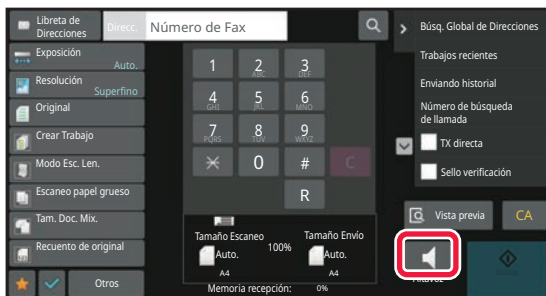 Libreta de
Direcciones
Direcc.
Número de Fax
Búsq. Global de Direcciones
Exposición
Auto.
Resolución
Superfino
Original
Crear Trabajo
Modo Esc. Len.
Escaneo papel grueso
Tam. Doc. Mix.
Recuento de original
Otros
1
2
ABC
3
DEF
4
GHI
5
JKL
6
MNO
7
PQRS
8
TUV
9
WXYZ
0
#
C
R
Tamaño Escaneo
Tamaño Envío
Auto.
100%
Auto.
A4
A4
Memoria recepción:
0%
Trabajos recientes
Enviando historial
Número de búsqueda
de llamada
TX directa
Sello verificación
Vista previa
CA
Altavoz